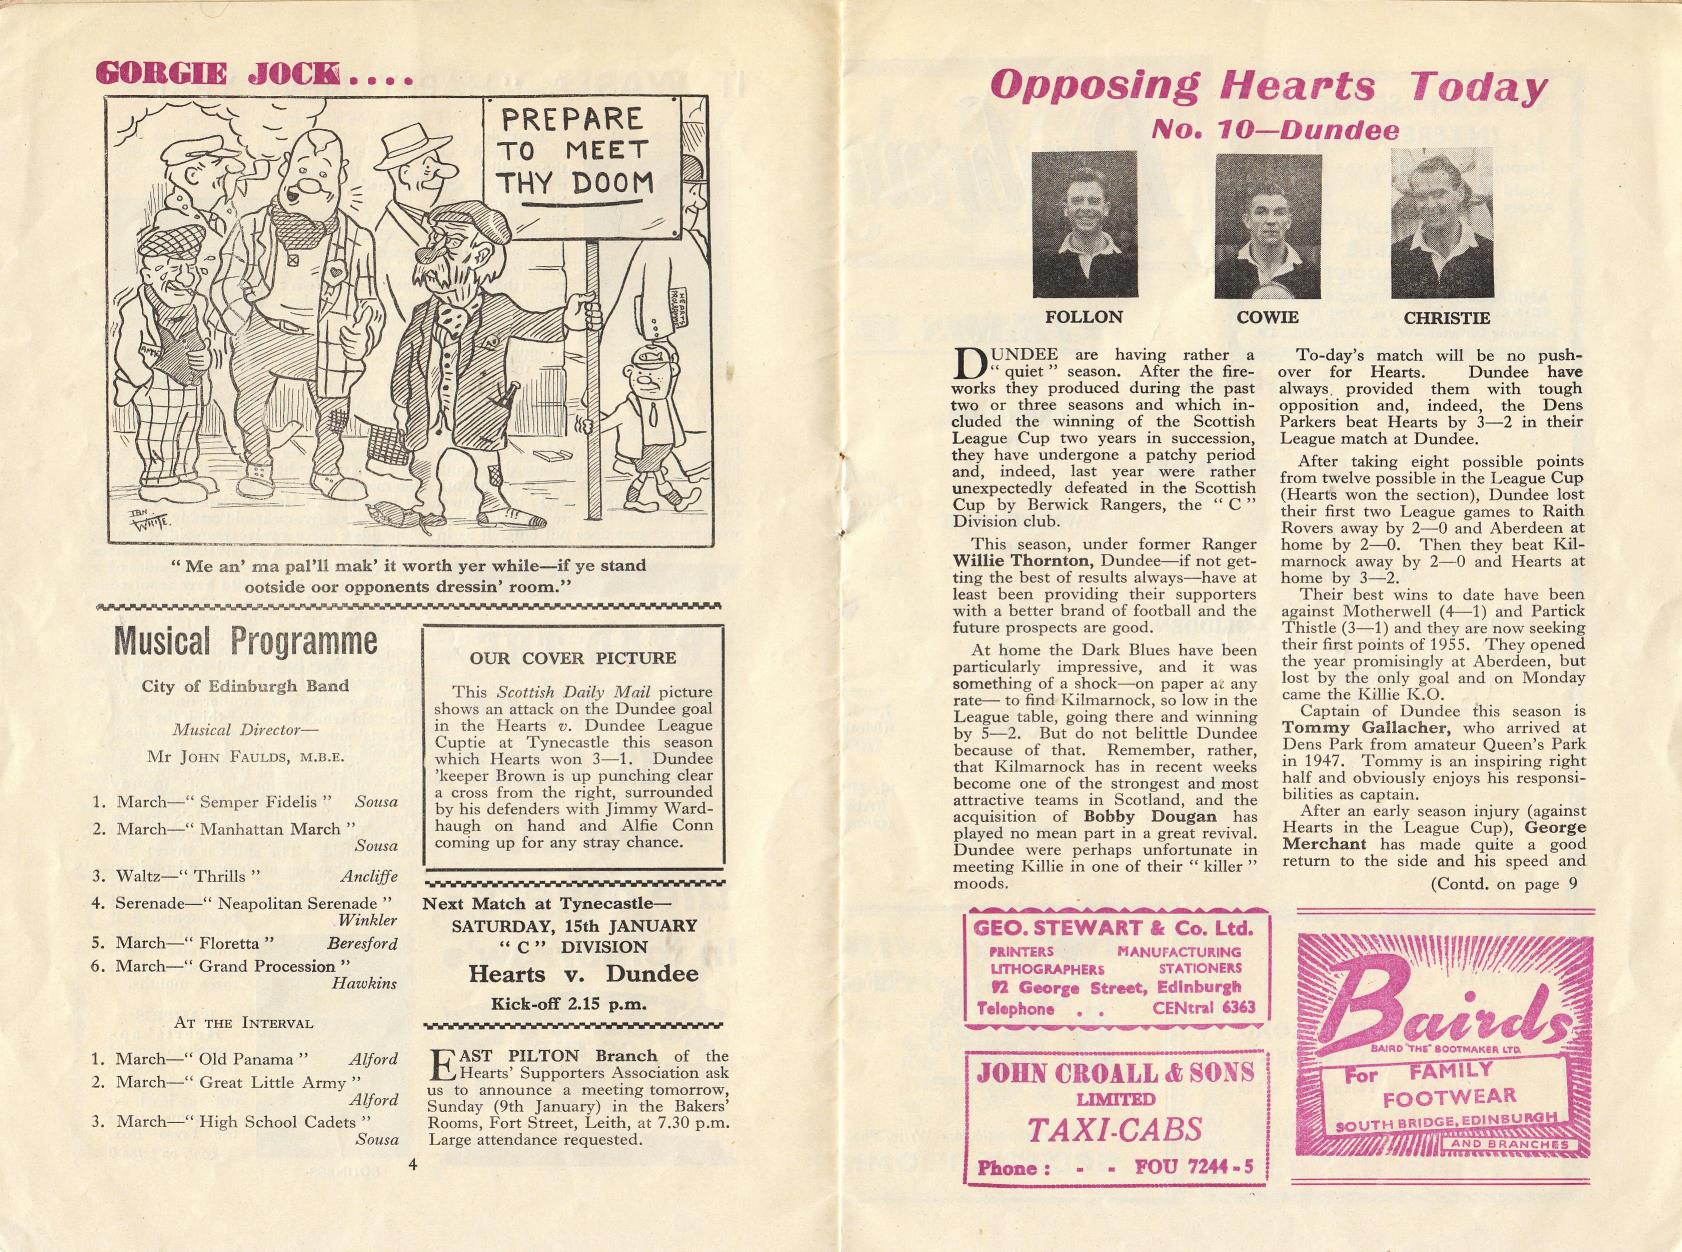 GORGIE JOCK....
PREPARE
TO MEET
THY DOOM
" Me an' ma pal'll mak' it worth yer while—if ye stand
ootside oor opponents dressin' room."
Musical Programme
City of Edinburgh Band
Musical Director—
Mr JOHN FAULDS, M.B.E.
1. March—" Semper Fidelis " Sousa
2. March—" Manhattan March "
Sousa
3. Waltz—" Thrills " Ancliffe
4. Serenade—" Neapolitan Serenade "
Winkler
5. March—" Floretta " Beresford
6. March—" Grand Procession "
Hawkins
AT THE INTERVAL
1. March—" Old Panama " Alford
2. March—" Great Little Army "
Alford
3. March—" High School Cadets "
Sousa
OUR COVER PICTURE
This Scottish Daily Mail picture
shows an attack on the Dundee goal
in the Hearts v. Dundee League
Cuptie at Tynecastle this season
which Hearts won 3—1. Dundee
'keeper Brown is up punching clear
a cross from the right, surrounded
by his defenders with Jimmy Ward-
haugh on hand and Alfie Conn
coming up for any stray chance.
Next Match at Tynecastle—
SATURDAY, 15th JANUARY
" C " DIVISION
Hearts v. Dundee
Kick-off 2.15 p.m.
EAST PILTON Branch of the
Hearts' Supporters Association ask
us to announce a meeting tomorrow,
Sunday (9th January) in the Bakers'
Rooms, Fort Street, Leith, at 7.30 p.m.
Large attendance requested.
4
Opposing Hearts Today
No. 10—Dundee
FOLLON
COWIE
CHRISTIE
DUNDEE are having rather a
" quiet " season. After the fire-
works they produced during the past
two or three seasons and which in-
cluded the winning of the Scottish
League Cup two years in succession,
they have undergone a patchy period
and, indeed, last year were rather
unexpectedly defeated in the Scottish
Cup by Berwick Rangers, the " C "
Division club.
This season, under former Ranger
Willie Thornton, Dundee—if not get-
ting the best of results always—have at
least been providing their supporters
with a better brand of football and the
future prospects are good.
At home the Dark Blues have been
particularly impressive, and it was
something of a shock—on paper at any
rate— to find Kilmarnock, so low in the
League table, going there and winning
by 5—2. But do not belittle Dundee
because of that. Remember, rather,
that Kilmarnock has in recent weeks
become one of the strongest and most
attractive teams in Scotland, and the
acquisition of Bobby Dougan has
played no mean part in a great revival.
Dundee were perhaps unfortunate in
meeting Killie in one of their " killer "
moods.
To-day's match will be no push-
over for Hearts. Dundee have
always provided them with tough
opposition and, indeed, the Dens
Parkers beat Hearts by 3—2 in their
League match at Dundee.
After taking eight possible points
from twelve possible in the League Cup
(Hearts won the section), Dundee lost
their first two League games to Raith
Rovers away by 2—0 and Aberdeen at
home by 2—0. Then they beat Kil-
marnock away by 2—0 and Hearts at
home by 3—2.
Their best wins to date have been
against Motherwell (4—1) and Partick
Thistle (3—1) and they are now seeking
their first points of 1955. They opened
the year promisingly at Aberdeen, but
lost by the only goal and on Monday
came the Killie K.O.
Captain of Dundee this season is
Tommy Gallacher, who arrived at
Dens Park from amateur Queen's Park
in 1947. Tommy is an inspiring right
half and obviously enjoys his responsi-
bilities as captain.
After an early season injury (against
Hearts in the League Cup), George
Merchant has made quite a good
return to the side and his speed and
(Contd. on page 9
GEO. STEWART & Co. Ltd.
PRINTERS MANUFACTURING
LITHOGRAPHERS STATIONERS
92 George Street, Edinburgh
Telephone . . CENtral 6363
JOHN CROALL & SONS
LIMITED
TAXI-CABS
Phone : - - FOU 7244-5
Bairds
BAIRD "THE" BOOTMAKER LTD.
For FAMILY
FOOTWEAR
SOUTH BRIDGE, EDINBURGH
AND BRANCHES